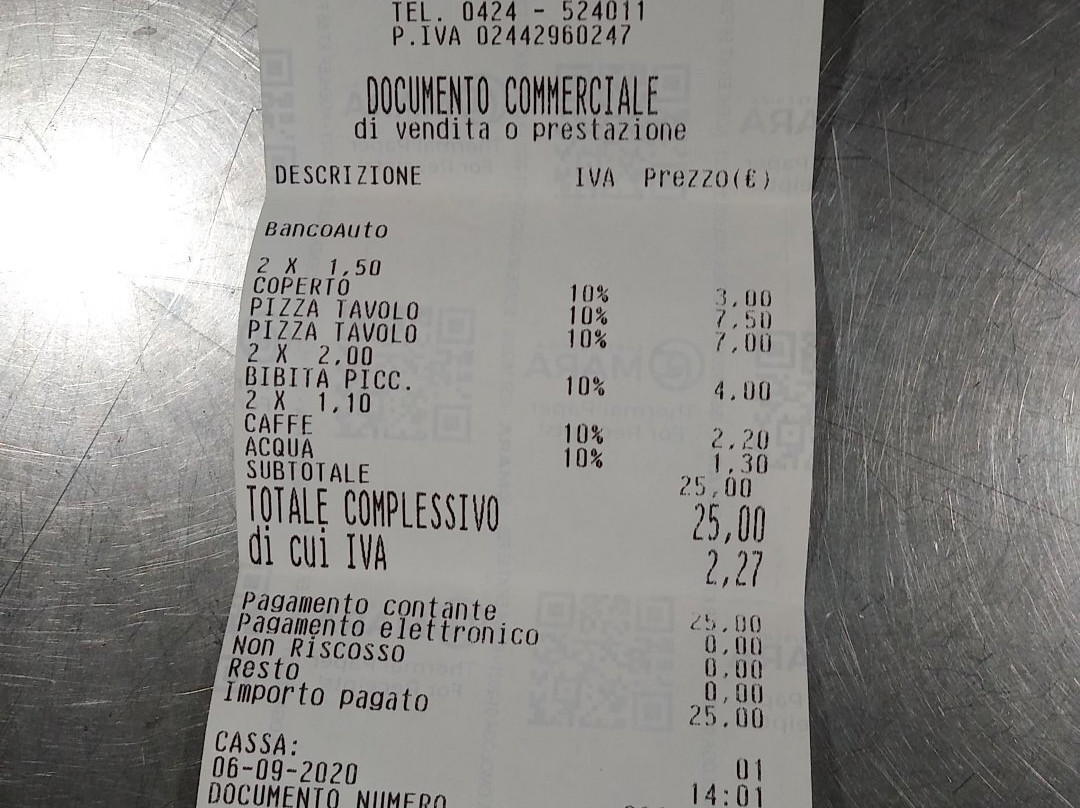 TEL. 0424 - 524011
P.IVA 02442960247
DOCUMENTO COMMERCIALE
di vendita o prestazione
DESCRIZIONE IVA Prezzo(€)
BancoAuto
2 X 1,50
COPERTO 10% 3,00
PIZZA TAVOLO 10% 7,50
PIZZA TAVOLO 10% 7,00
2 X 2,00
BIBITA PICC. 10% 4,00
2 X 1,10
CAFFE 10% 2,20
ACQUA 10% 1,30
SUBTOTALE 25,00
TOTALE COMPLESSIVO 25,00
di cui IVA 2,27
Pagamento contante 25,00
Pagamento elettronico 0,00
Non Riscosso 0,00
Resto 0,00
Importo pagato 25,00
CASSA: 01
06-09-2020 14:01
DOCUMENTO NUMERO